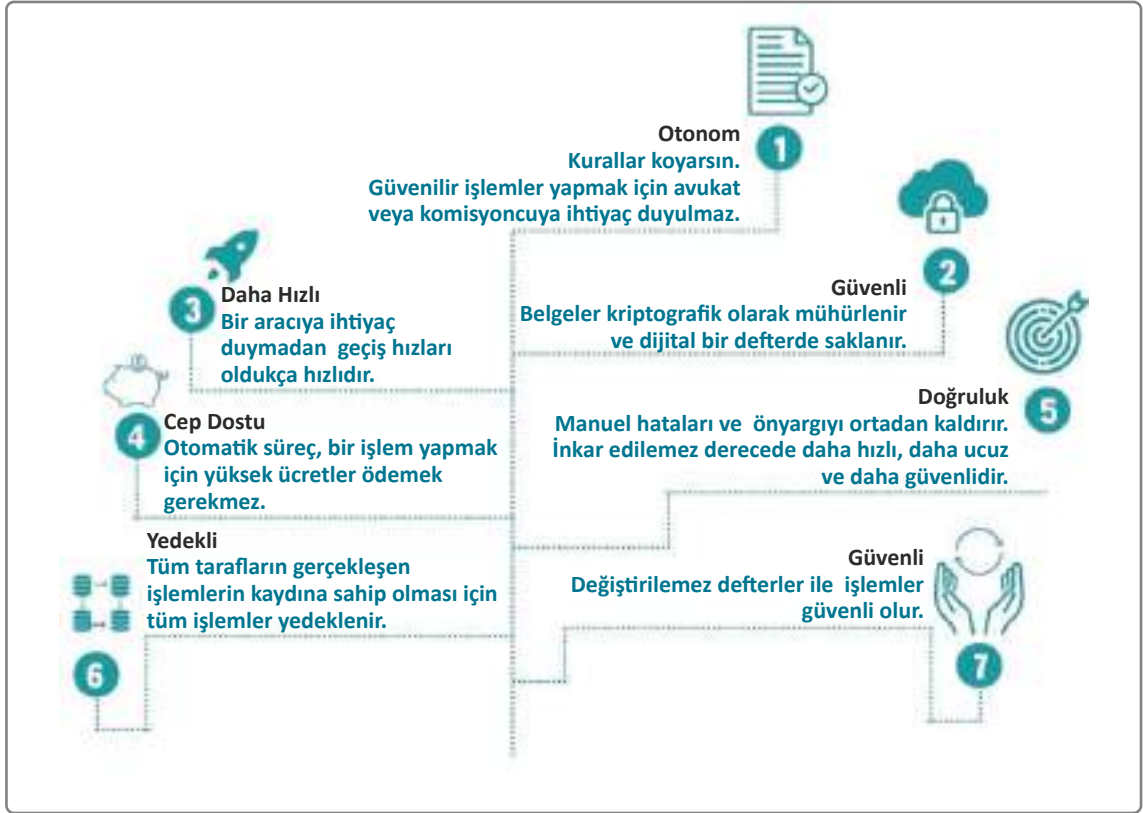 Otonom
1
Kurallar koyarsın.
Güvenilir işlemler yapmak için avukat
veya komisyoncuya ihtiyaç duyulmaz.
2
Güvenli
Belgeler kriptografik olarak mühürlenir
ve dijital bir defterde saklanır.
3
Daha Hızlı
Bir aracıya ihtiyaç
duymadan geçiş hızları
oldukça hızlıdır.
4
Cep Dostu
Otomatik süreç, bir işlem yapmak
için yüksek ücretler ödemek
gerekmez.
Doğruluk
5
Manuel hataları ve önyargıyı ortadan kaldırır.
İnkar edilemez derecede daha hızlı, daha ucuz
ve daha güvenlidir.
Yedekli
Tüm tarafların gerçekleşen
işlemlerin kaydına sahip olması için
tüm işlemler yedeklenir.
6
Güvenli
Değiştirilemez defterler ile işlemler
güvenli olur.
7